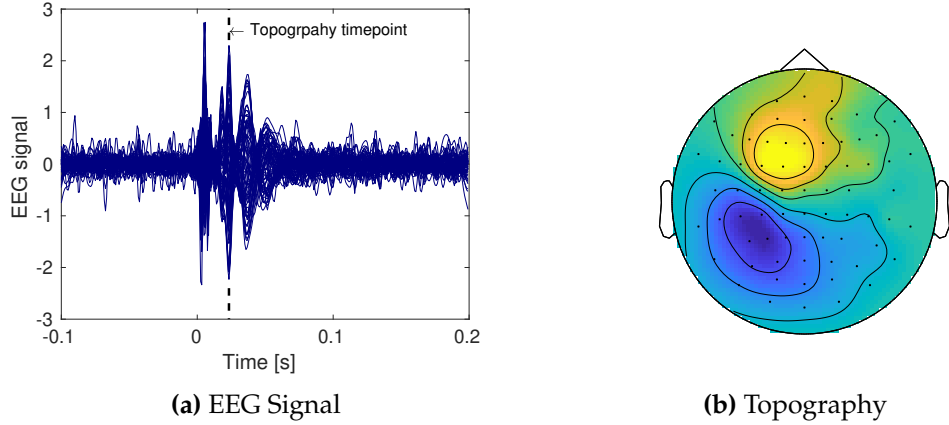 3
2
1
0
-1
-2
-3
EEG signal
← Topogrpahy timepoint
-0.1
0
0.1
0.2
Time [s]
(a) EEG Signal
(b) Topography